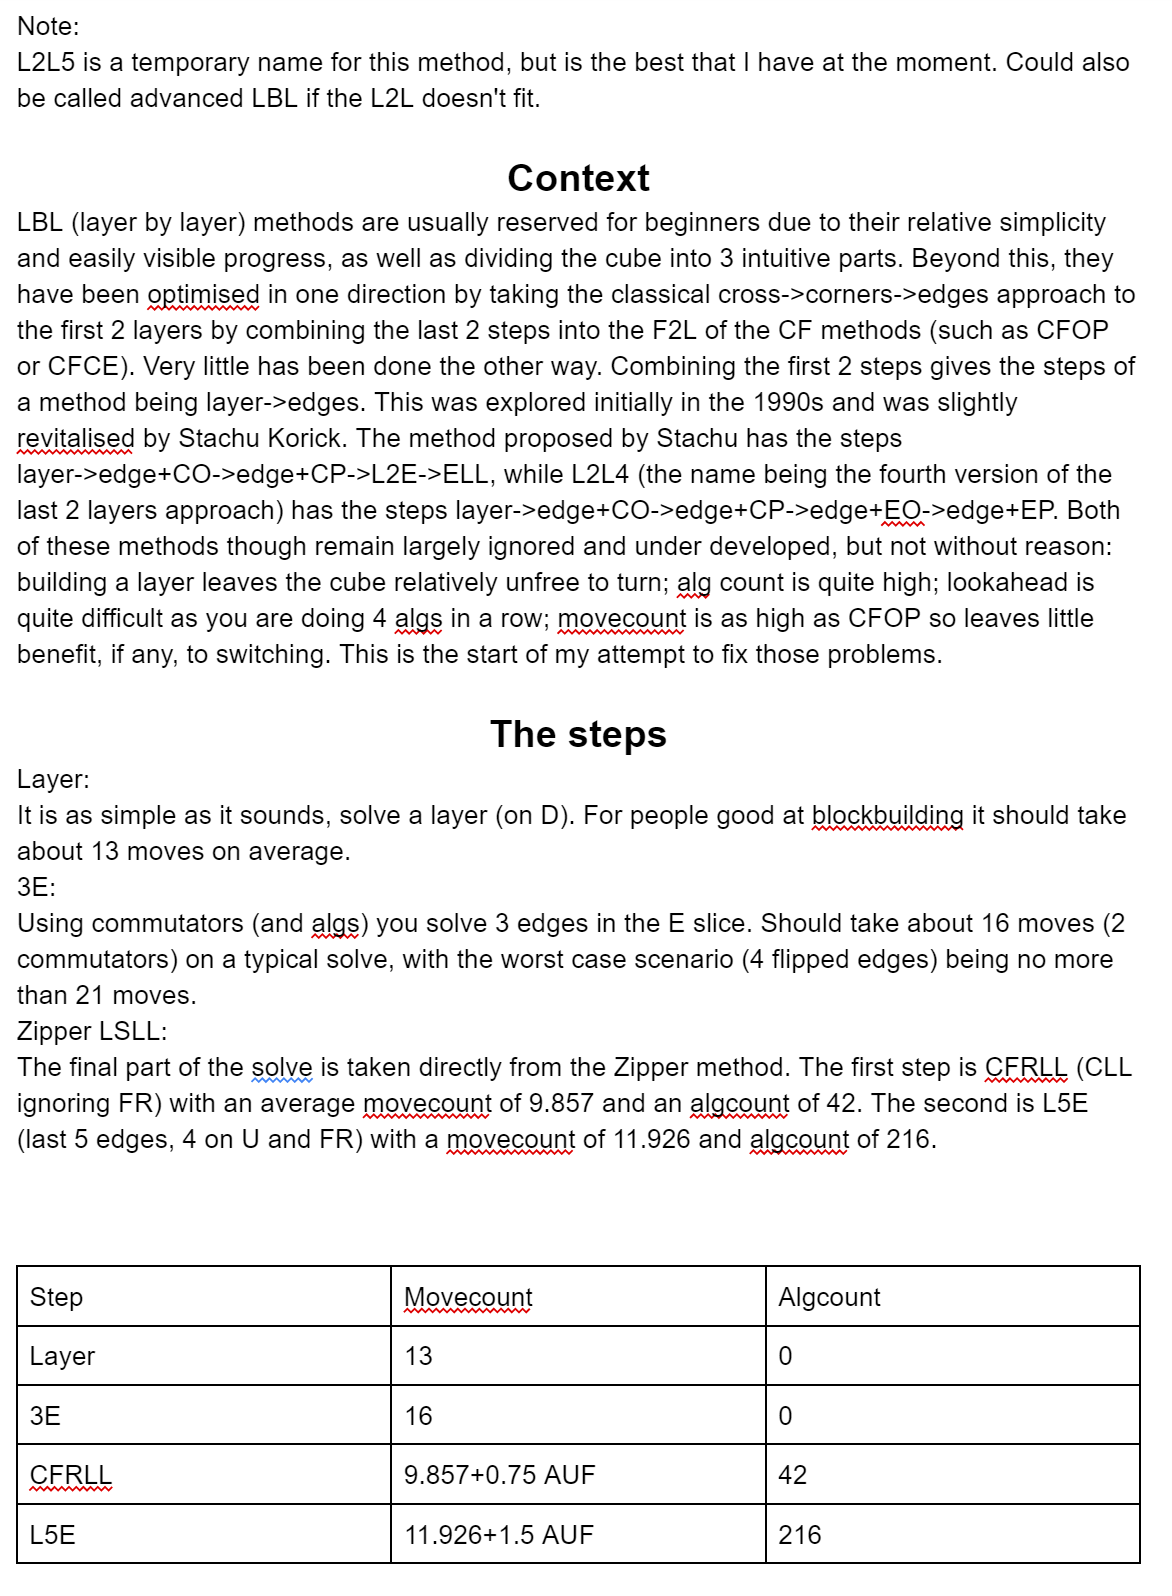 Note:
L2L5 is a temporary name for this method, but is the best that I have at the moment. Could also
be called advanced LBL if the L2L doesn't fit.
Context
LBL (layer by layer) methods are usually reserved for beginners due to their relative simplicity
and easily visible progress, as well as dividing the cube into 3 intuitive parts. Beyond this, they
have been optimised in one direction by taking the classical cross->corners->edges approach to
the first 2 layers by combining the last 2 steps into the F2L of the CF methods (such as CFOP
or CFCE). Very little has been done the other way. Combining the first 2 steps gives the steps of
a method being layer->edges. This was explored initially in the 1990s and was slightly
revitalised by Stachu Korick. The method proposed by Stachu has the steps
layer->edge+CO->edge+CP->L2E->ELL, while L2L4 (the name being the fourth version of the
last 2 layers approach) has the steps layer->edge+CO->edge+CP->edge+EO->edge+EP. Both
of these methods though remain largely ignored and under developed, but not without reason:
building a layer leaves the cube relatively unfree to turn; alg count is quite high; lookahead is
quite difficult as you are doing 4 algs in a row; movecount is as high as CFOP so leaves little
benefit, if any, to switching. This is the start of my attempt to fix those problems.
The steps
Layer:
It is as simple as it sounds, solve a layer (on D). For people good at blockbuilding it should take
about 13 moves on average.
3E:
Using commutators (and algs) you solve 3 edges in the E slice. Should take about 16 moves (2
commutators) on a typical solve, with the worst case scenario (4 flipped edges) being no more
than 21 moves.
Zipper LSLL:
The final part of the solve is taken directly from the Zipper method. The first step is CFRLL (CLL
ignoring FR) with an average movecount of 9.857 and an algcount of 42. The second is L5E
(last 5 edges, 4 on U and FR) with a movecount of 11.926 and algcount of 216.
Step Movecount Algcount
Layer 13 0
3E 16 0
CFRLL 9.857+0.75 AUF 42
L5E 11.926+1.5 AUF 216